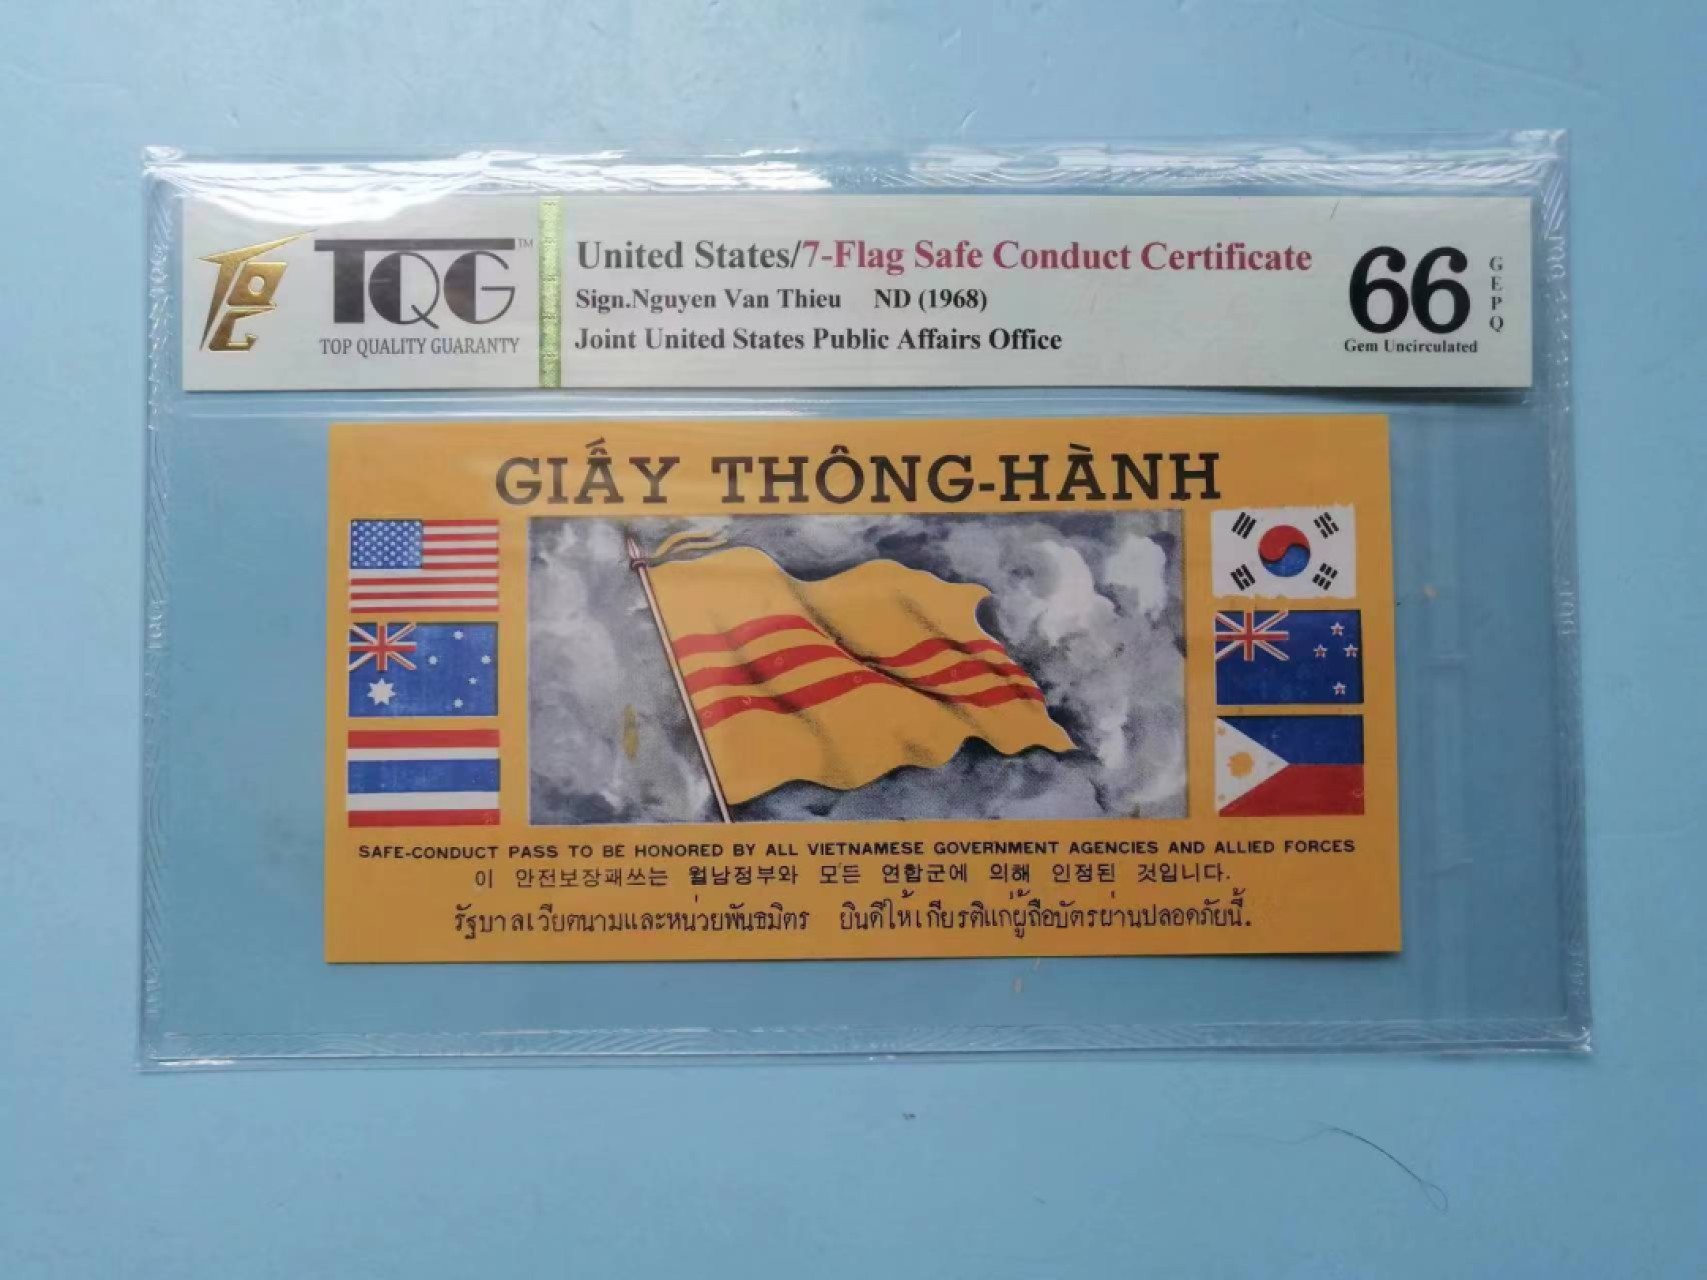 TQG™
TOP QUALITY GUARANTY
United States/7-Flag Safe Conduct Certificate
Sign.Nguyen Van Thieu ND (1968)
Joint United States Public Affairs Office
66
Gem Uncirculated
GEPQ
GIẤY THÔNG-HÀNH
SAFE-CONDUCT PASS TO BE HONORED BY ALL VIETNAMESE GOVERNMENT AGENCIES AND ALLIED FORCES
이 안전보장패쓰는 월남정부와 모든 연합군에 의해 인정된 것입니다.
รัฐบาลเวียตนามและหน่วยพันธมิตร ยินดีให้เกียรติแก่ผู้ถือบัตรผ่านปลอดภัยนี้.